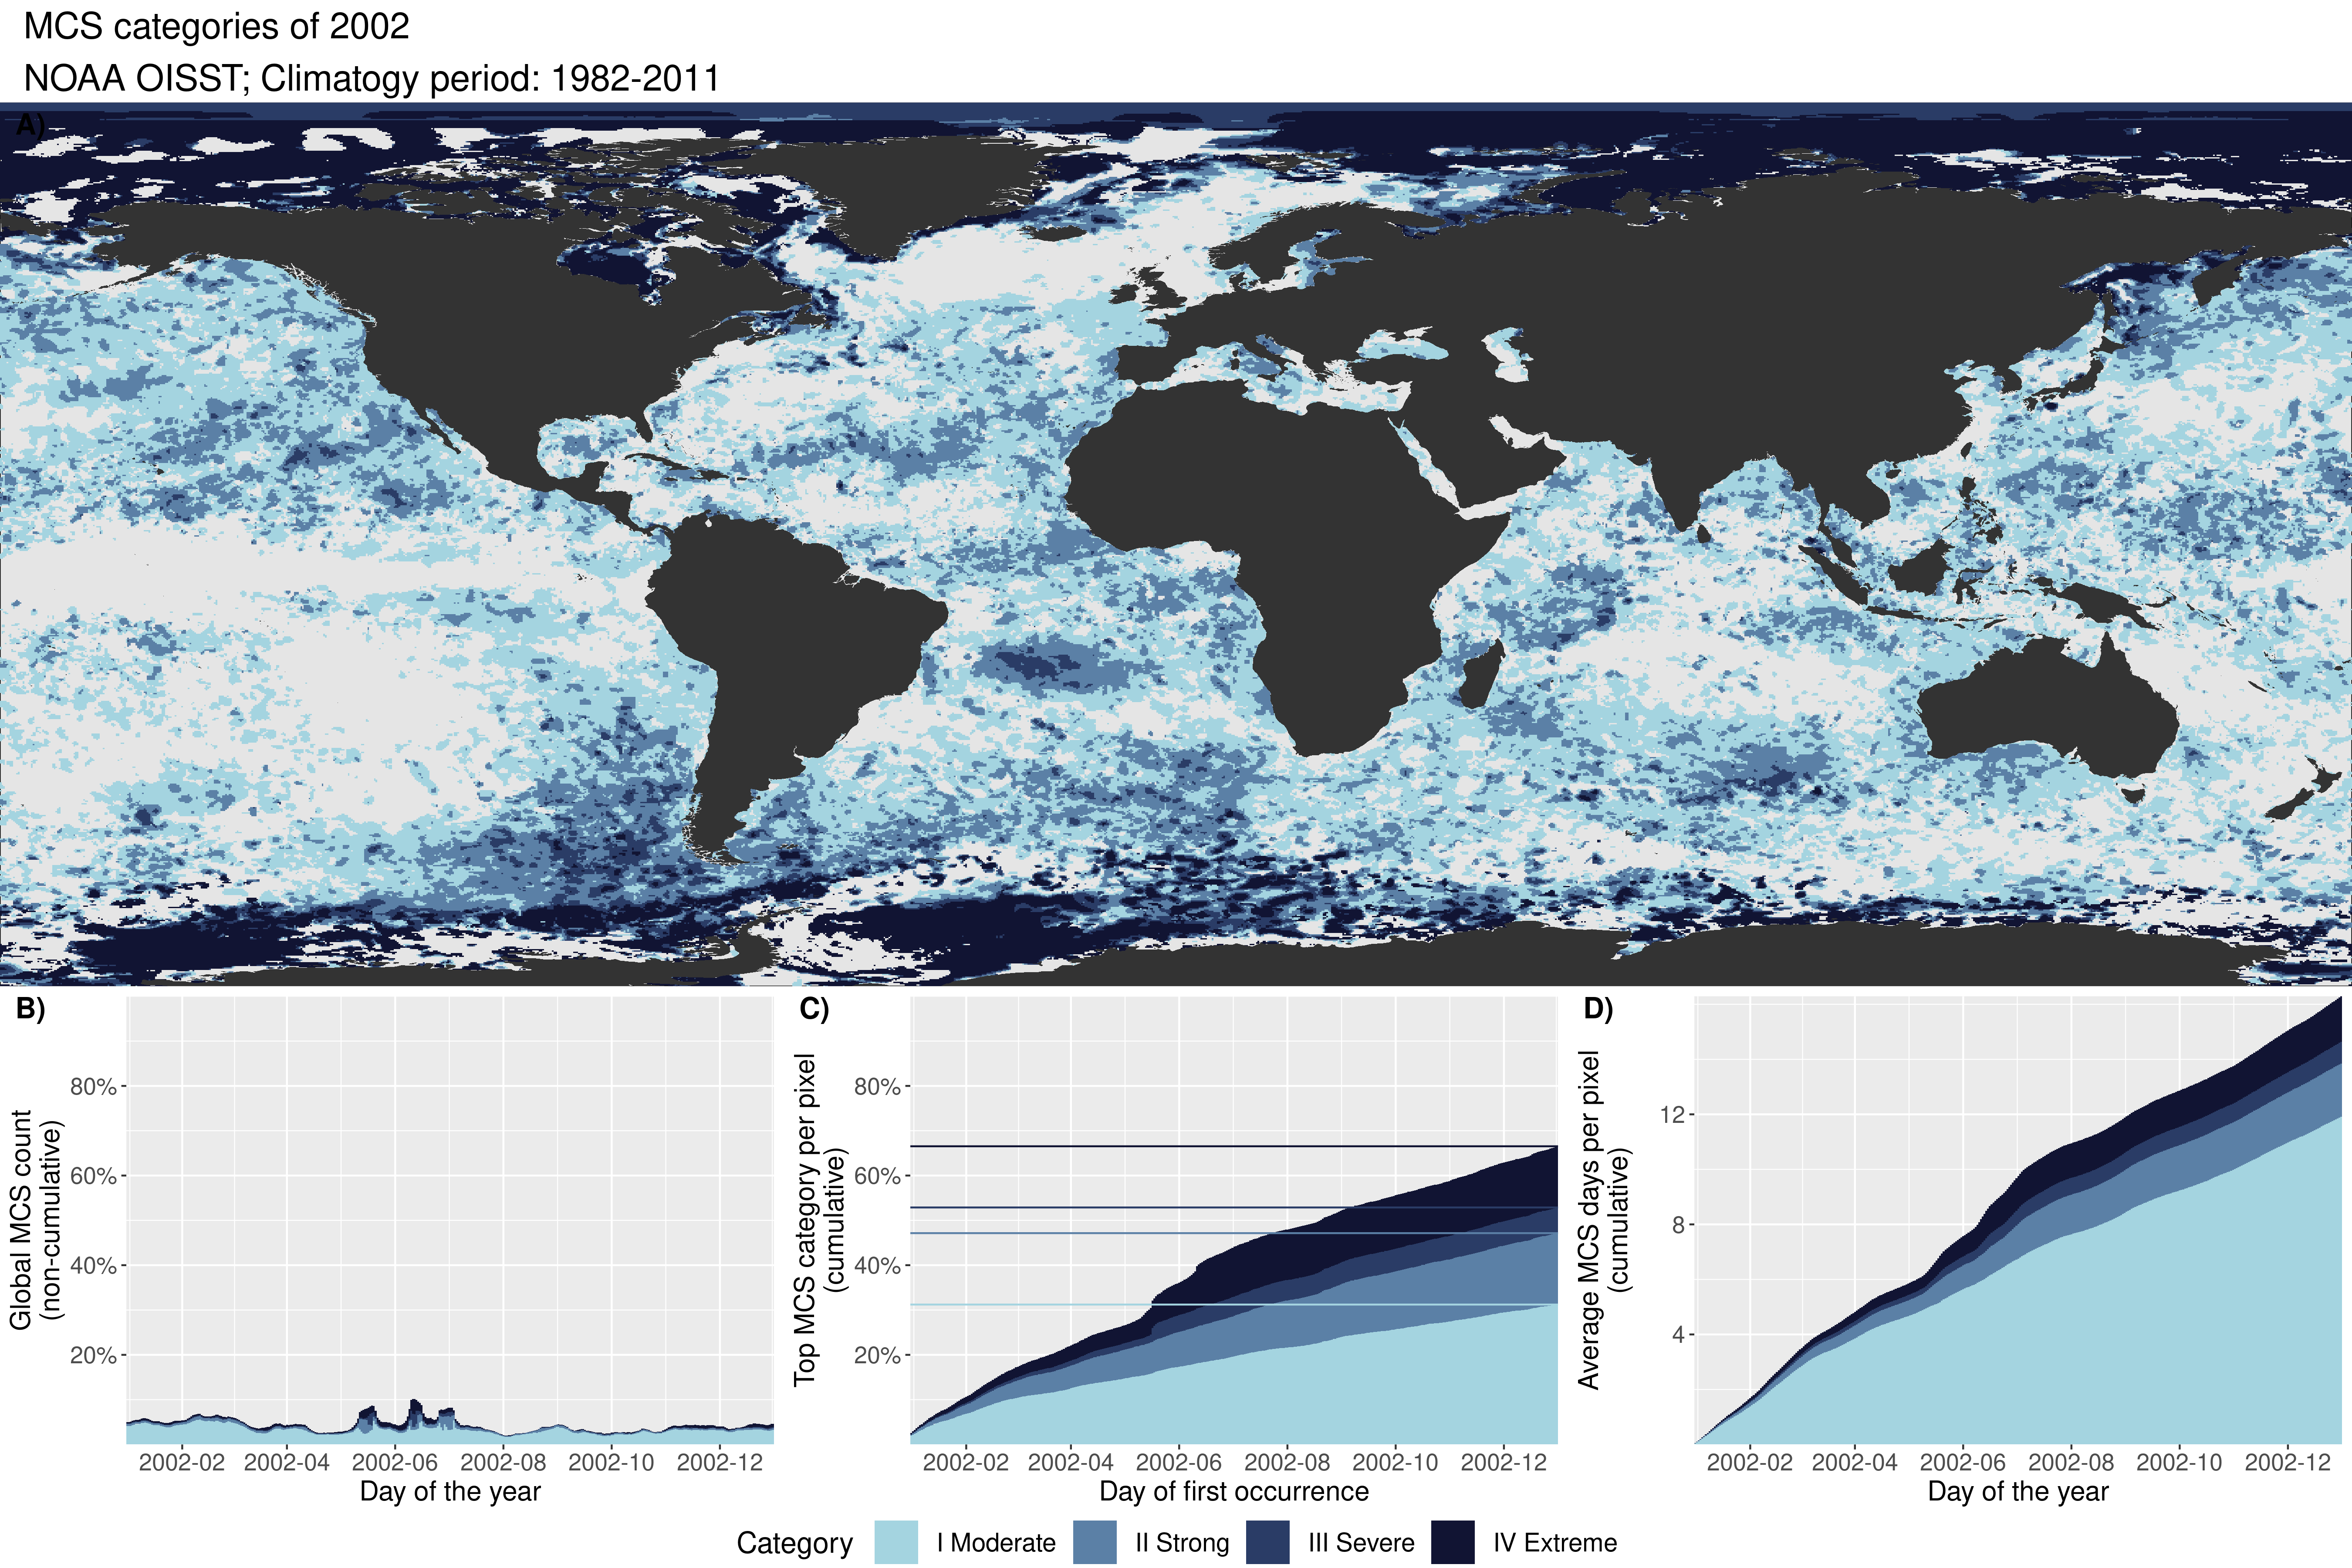 MCS categories of 2002
NOAA OISST; Climatogy period: 1982-2011
A)
B)
Global MCS count
(non-cumulative)
80%
60%
40%
20%
2002-02 2002-04 2002-06 2002-08 2002-10 2002-12
Day of the year
C)
Top MCS category per pixel
(cumulative)
80%
60%
40%
20%
2002-02 2002-04 2002-06 2002-08 2002-10 2002-12
Day of first occurrence
D)
Average MCS days per pixel
(cumulative)
12
8
4
2002-02 2002-04 2002-06 2002-08 2002-10 2002-12
Day of the year
Category I Moderate II Strong III Severe IV Extreme